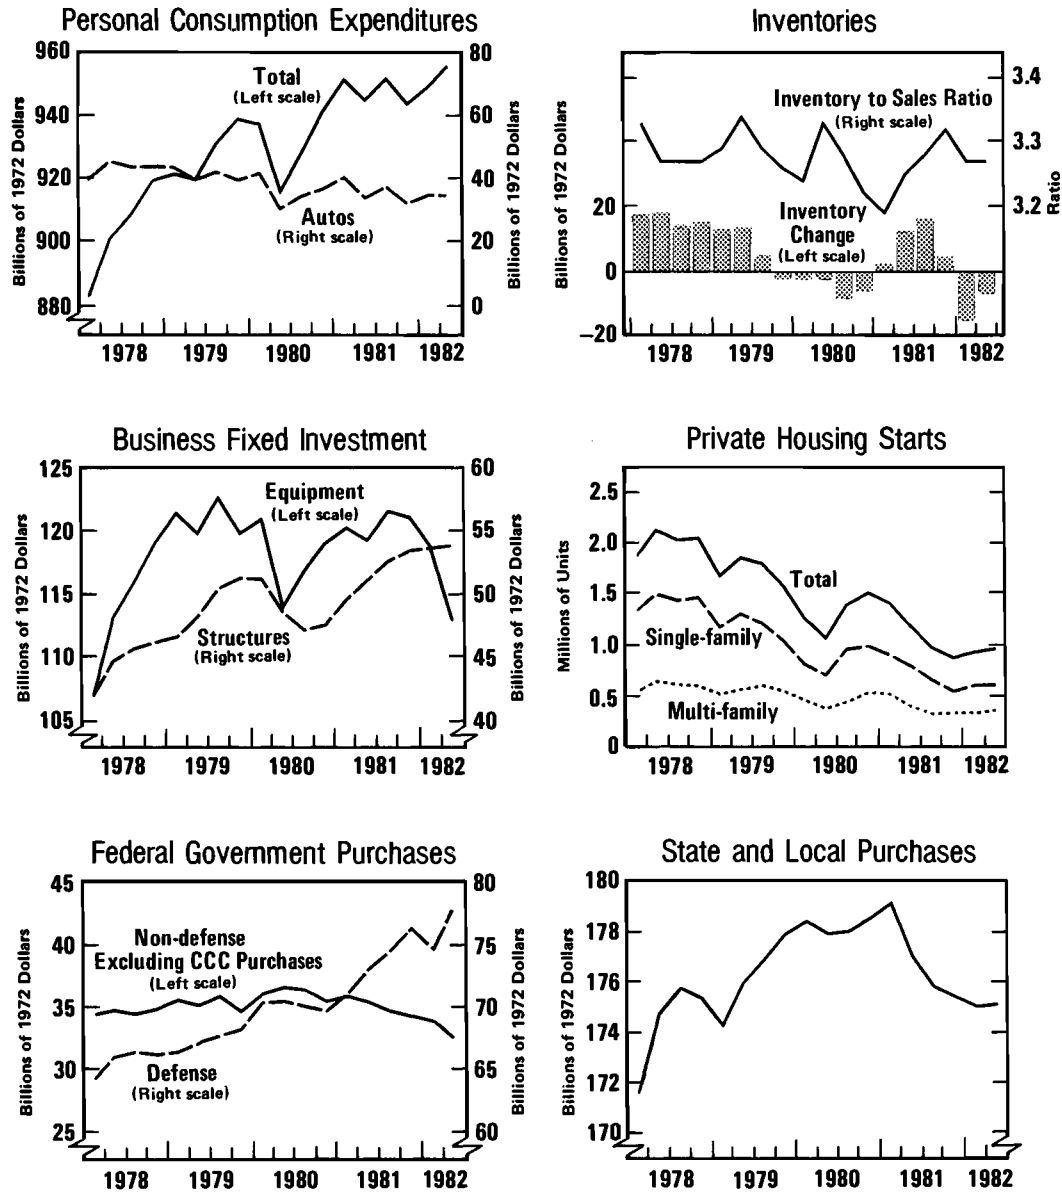 Personal Consumption Expenditures
Billions of 1972 Dollars
960
940
920
900
880
Total
(Left scale)
Autos
(Right scale)
80
60
40
20
0
Billions of 1972 Dollars
1978 1979 1980 1981 1982
Inventories
Billions of 1972 Dollars
20
0
−20
Inventory to Sales Ratio
(Right scale)
Inventory
Change
(Left scale)
3.4
3.3
3.2
Ratio
1978 1979 1980 1981 1982
Business Fixed Investment
Billions of 1972 Dollars
125
120
115
110
105
Equipment
(Left scale)
Structures
(Right scale)
60
55
50
45
40
Billions of 1972 Dollars
1978 1979 1980 1981 1982
Private Housing Starts
Millions of Units
2.5
2.0
1.5
1.0
0.5
0
Total
Single-family
Multi-family
1978 1979 1980 1981 1982
Federal Government Purchases
Billions of 1972 Dollars
45
40
35
30
25
Non-defense
Excluding CCC Purchases
(Left scale)
Defense
(Right scale)
80
75
70
65
60
Billions of 1972 Dollars
1978 1979 1980 1981 1982
State and Local Purchases
Billions of 1972 Dollars
180
178
176
174
172
170
1978 1979 1980 1981 1982